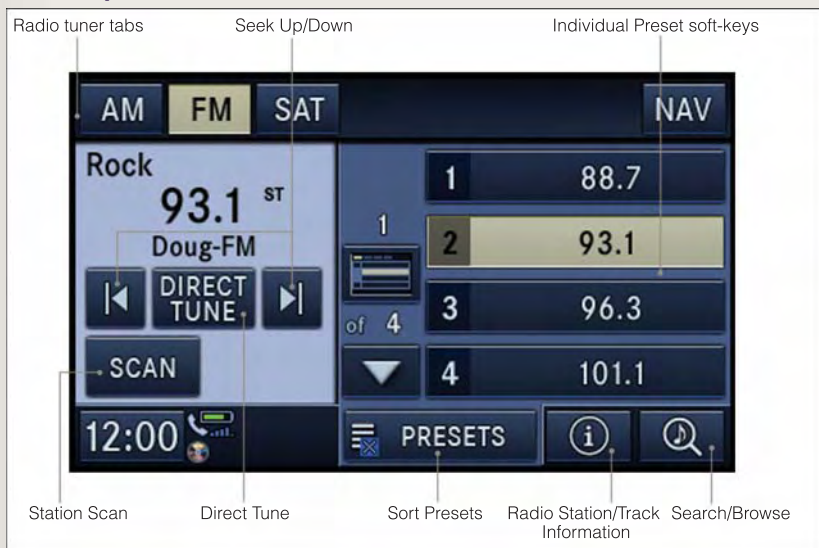 Radio tuner tabs
Seek Up/Down
Individual Preset soft-keys
AM FM SAT NAV
Rock
93.1 ST
Doug-FM
DIRECT
TUNE
SCAN
12:00
1
of 4
1 88.7
2 93.1
3 96.3
4 101.1
PRESETS
i
Station Scan
Direct Tune
Sort Presets
Radio Station/Track
Information
Search/Browse